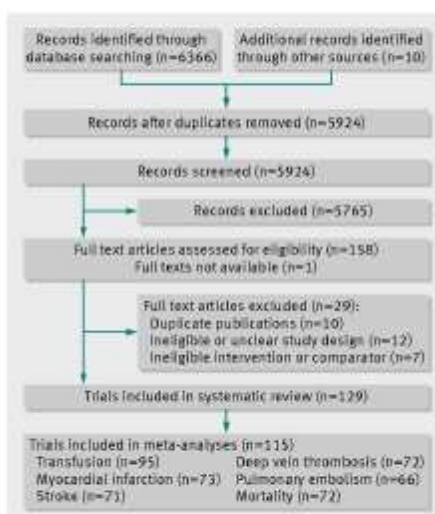 Records identified through
database searching (n=6366)
Additional records identified
through other sources (n=10)
Records after duplicates removed (n=5924)
Records screened (n=5924)
Records excluded (n=5765)
Full text articles assessed for eligibility (n=158)
Full texts not available (n=1)
Full text articles excluded (n=29):
Duplicate publications (n=10)
Ineligible or unclear study design (n=12)
Ineligible intervention or comparator (n=7)
Trials included in systematic review (n=129)
Trials included in meta-analyses (n=115)
Transfusion (n=95)
Myocardial infarction (n=73)
Stroke (n=71)
Deep vein thrombosis (n=72)
Pulmonary embolism (n=66)
Mortality (n=72)